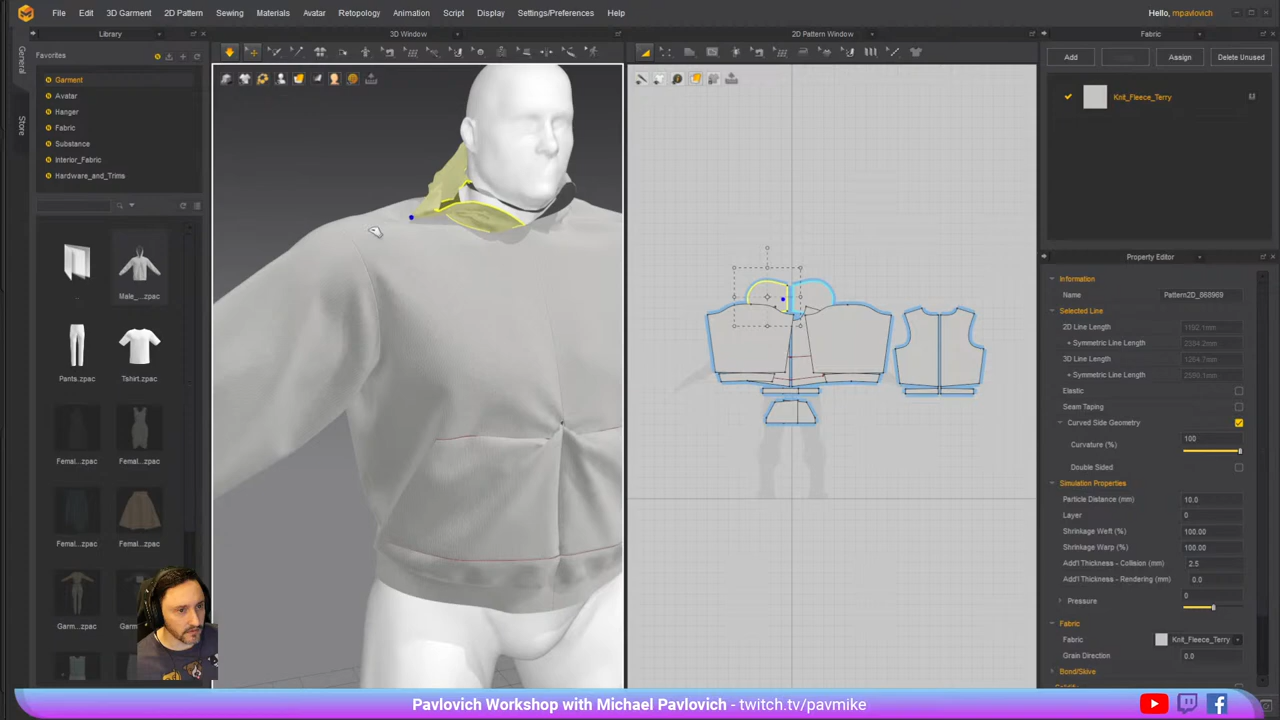 File 3D Garment 2D Pattern Sewing Materials Avatar Retopology Animation Script Display Settings/Preferences Help
Hello, mpavlovich
Library
3D Window
2D Pattern Window
Fabric
General
Store
Favorites
Garment
Avatar
Hanger
Fabric
Substance
Interior_Fabric
Hardware_and_Trims
..
Male_...zpac
Pants.zpac
Tshirt.zpac
Femal...zpac
Femal...zpac
Femal...zpac
Femal...zpac
Garm...zpac
Add
Assign
Delete Unused
Knit_Fleece_Terry
Property Editor
Information
Name Pattern2D_868969
Selected Line
2D Line Length
+ Symmetric Line Length
3D Line Length
+ Symmetric Line Length
Elastic
Seam Taping
Curved Side Geometry
Curvature (%) 100
Double Sided
Simulation Properties
Particle Distance (mm) 10.0
Layer 0
Shrinkage Weft (%) 100.00
Shrinkage Warp (%) 100.00
Add'l Thickness - Collision (mm) 2.5
Add'l Thickness - Rendering (mm) 0.0
Pressure 0
Fabric
Fabric Knit_Fleece_Terry
Grain Direction 0.0
Bond/Skive
Pavlovich Workshop with Michael Pavlovich - twitch.tv/pavmike